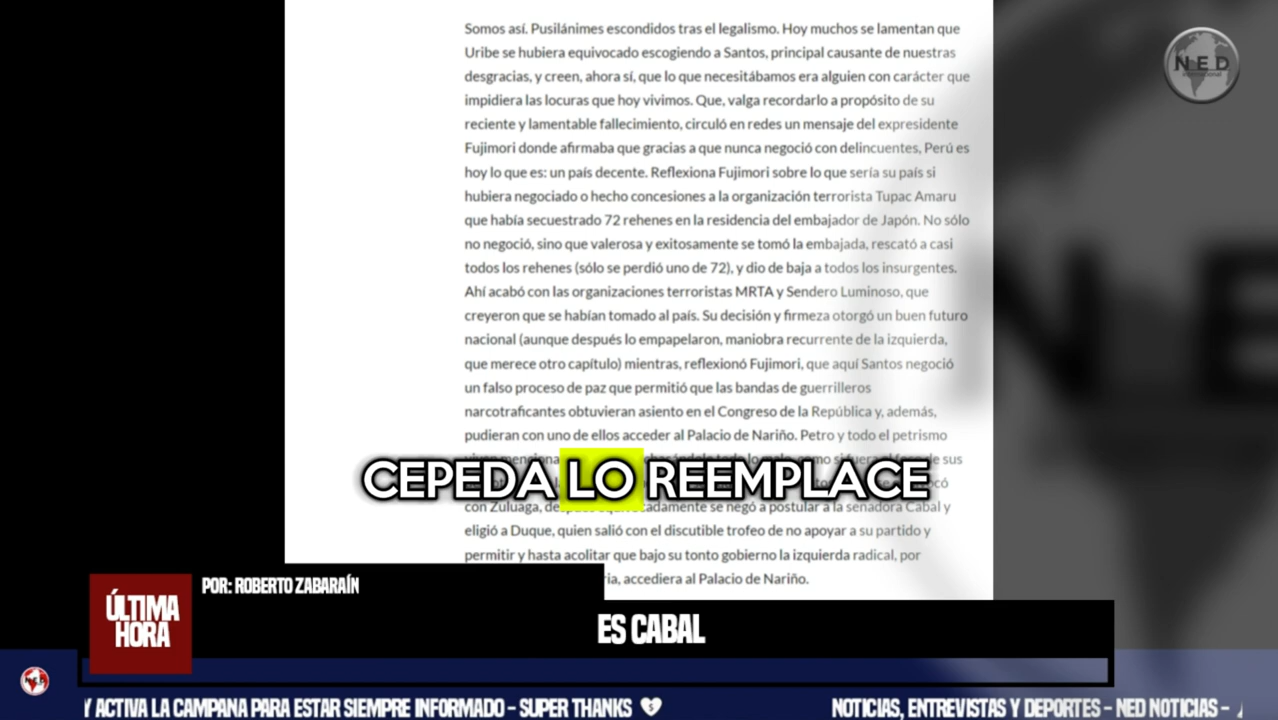 Somos así. Pusilánimes escondidos tras el legalismo. Hoy muchos se lamentan que
Uribe se hubiera equivocado escogiendo a Santos, principal causante de nuestras
desgracias, y creen, ahora sí, que lo que necesitábamos era alguien con carácter que
impidiera las locuras que hoy vivimos. Que, valga recordarlo a propósito de su
reciente y lamentable fallecimiento, circuló en redes un mensaje del expresidente
Fujimori donde afirmaba que gracias a que nunca negoció con delincuentes, Perú es
hoy lo que es: un país decente. Reflexiona Fujimori sobre lo que sería su país si
hubiera negociado o hecho concesiones a la organización terrorista Tupac Amaru
que había secuestrado 72 rehenes en la residencia del embajador de Japón. No sólo
no negoció, sino que valerosa y exitosamente se tomó la embajada, rescató a casi
todos los rehenes (sólo se perdió uno de 72), y dio de baja a todos los insurgentes.
Ahí acabó con las organizaciones terroristas MRTA y Sendero Luminoso, que
creyeron que se habían tomado al país. Su decisión y firmeza otorgó un buen futuro
nacional (aunque después lo empapelaron, maniobra recurrente de la izquierda,
que merece otro capítulo) mientras, reflexionó Fujimori, que aquí Santos negoció
un falso proceso de paz que permitió que las bandas de guerrilleros
narcotraficantes obtuvieran asiento en el Congreso de la República y, además,
pudieran con uno de ellos acceder al Palacio de Nariño. Petro y todo el petrismo
de sus
CEPEDA LO REEMPLACE
con Zuluaga, se negó a postular a la senadora Cabal y
eligió a Duque, quien salió con el discutible trofeo de no apoyar a su partido y
permitir y hasta acolitar que bajo su tonto gobierno la izquierda radical, por
accediera al Palacio de Nariño.
NED
international
NE
ÚLTIMA
HORA
POR: ROBERTO ZABARAÍN
ES CABAL
Y ACTIVA LA CAMPANA PARA ESTAR SIEMPRE INFORMADO - SUPER THANKS
NOTICIAS, ENTREVISTAS Y DEPORTES - NED NOTICIAS -